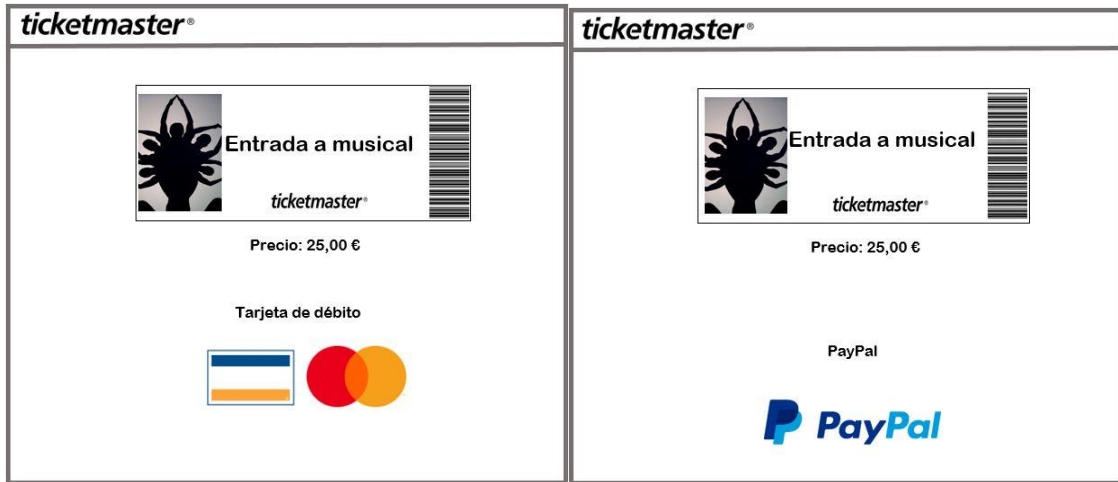 ticketmaster®
Entrada a musical
ticketmaster®
Precio: 25,00 €
Tarjeta de débito
ticketmaster®
Entrada a musical
ticketmaster®
Precio: 25,00 €
PayPal
PayPal